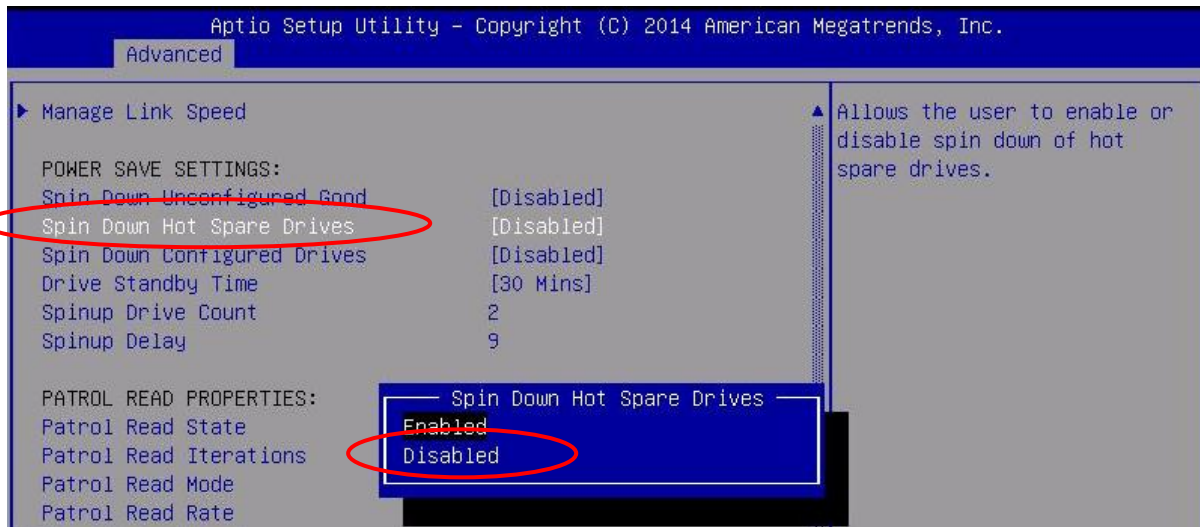 Aptio Setup Utility – Copyright (C) 2014 American Megatrends, Inc.
Advanced
Manage Link Speed
POWER SAVE SETTINGS:
Spin Down Unconfigured Good [Disabled]
Spin Down Hot Spare Drives [Disabled]
Spin Down Configured Drives [Disabled]
Drive Standby Time [30 Mins]
Spinup Drive Count 2
Spinup Delay 9
PATROL READ PROPERTIES:
Patrol Read State
Patrol Read Iterations
Patrol Read Mode
Patrol Read Rate
Spin Down Hot Spare Drives
Enabled
Disabled
Allows the user to enable or
disable spin down of hot
spare drives.